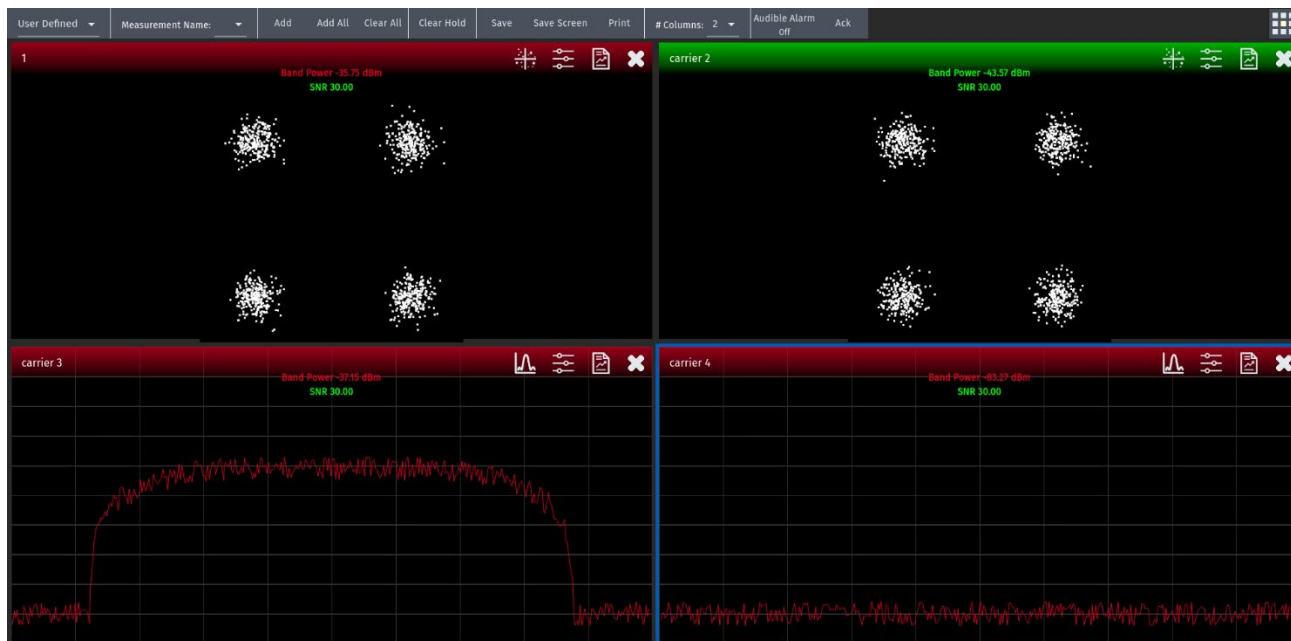 User Defined Measurement Name: Add Add All Clear All Clear Hold Save Save Screen Print # Columns: 2 Audible Alarm Off Ack
1
Band Power -35.75 dBm
SNR 30.00
carrier 2
Band Power -43.57 dBm
SNR 30.00
carrier 3
Band Power -37.15 dBm
SNR 30.00
carrier 4
Band Power -83.27 dBm
SNR 30.00